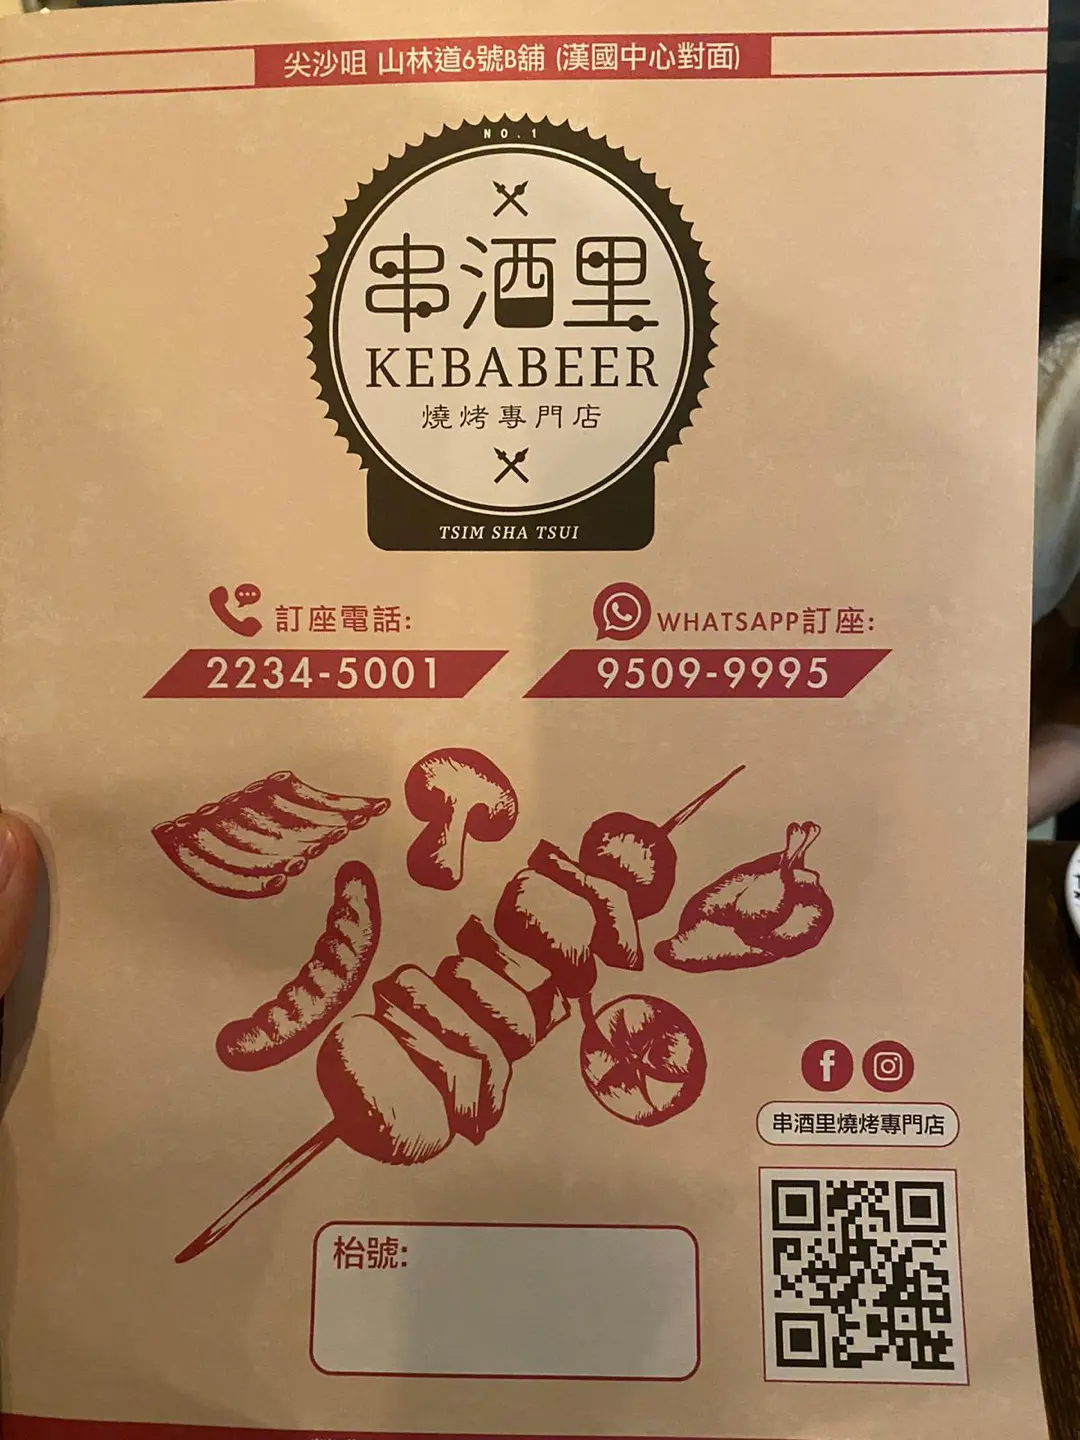 尖沙咀 山林道6號B舖 (漢國中心對面)
NO.1
串酒里
KEBABEER
燒烤專門店
TSIM SHA TSUI
訂座電話:
2234-5001
WHATSAPP訂座:
9509-9995
串酒里燒烤專門店
枱號: